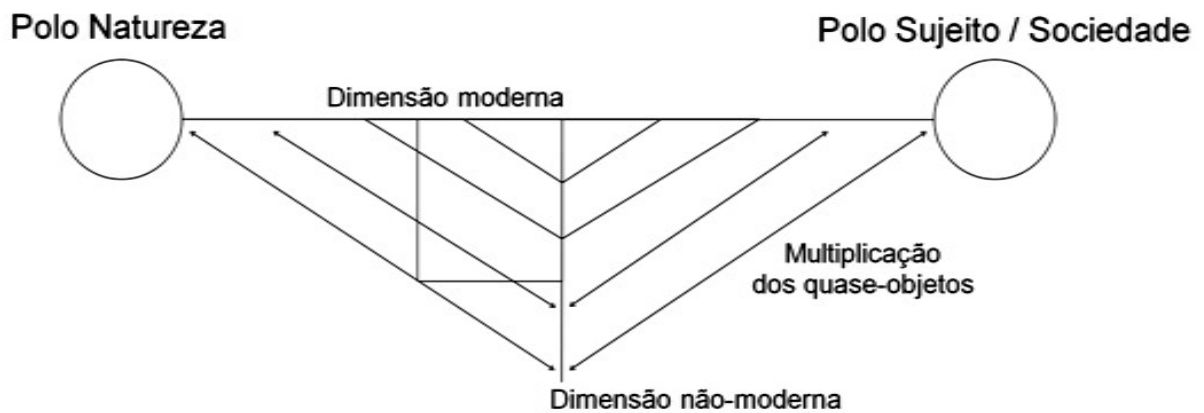 Polo Natureza
Polo Sujeito / Sociedade
Dimensão moderna
Multiplicação
dos quase-objetos
Dimensão não-moderna